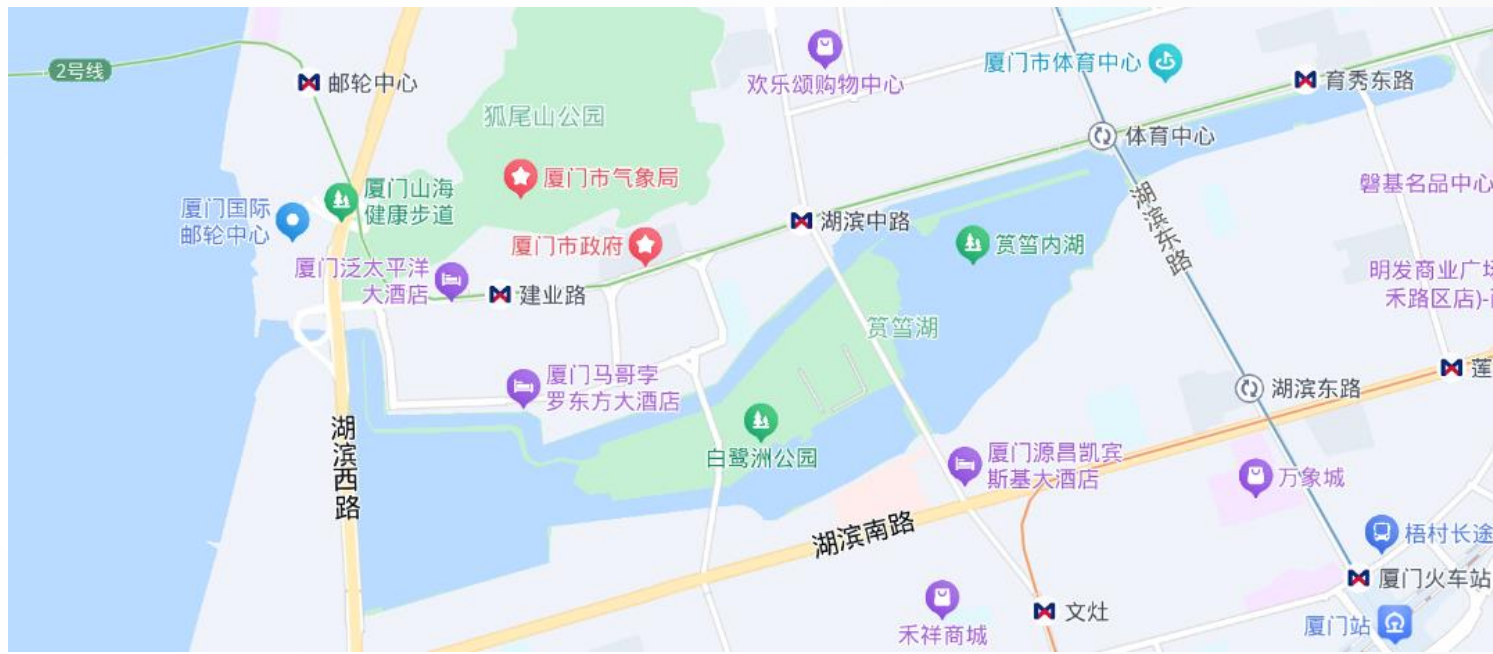 2号线
邮轮中心
欢乐颂购物中心
厦门市体育中心
育秀东路
狐尾山公园
体育中心
厦门市气象局
厦门山海
健康步道
磐基名品中心
厦门国际
邮轮中心
湖滨中路
湖滨东路
厦门市政府
筼筜内湖
厦门泛太平洋
大酒店
明发商业广场
禾路区店)-
建业路
筼筜湖
莲
厦门马哥孛
罗东方大酒店
湖滨东路
湖滨西路
白鹭洲公园
厦门源昌凯宾
斯基大酒店
万象城
湖滨南路
梧村长途
厦门火车站
禾祥商城
文灶
厦门站